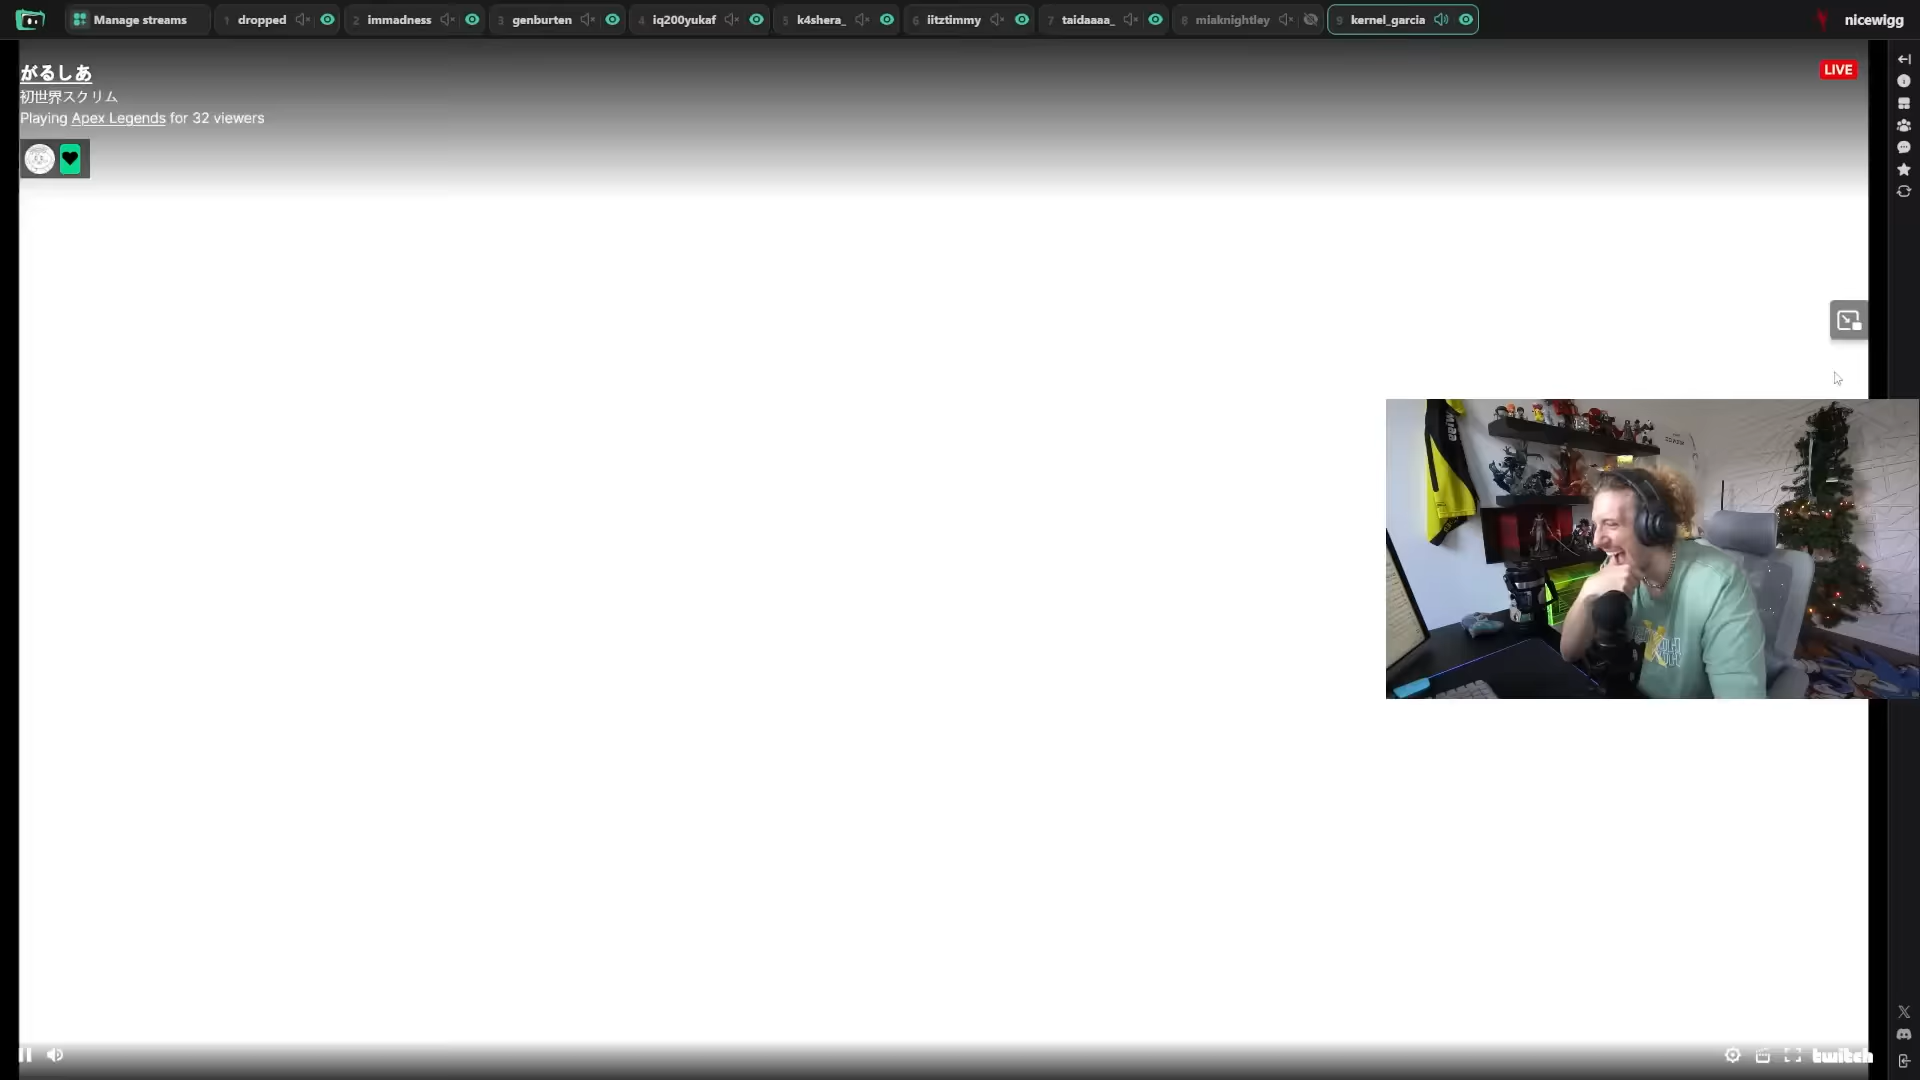 Manage streams
1 dropped
2 immadness
3 genburten
4 iq200yukaf
5 k4shera_
6 iitztimmy
7 taidaaaa_
8 miaknightley
9 kernel_garcia
nicewigg
がるしあ
LIVE
初世界スクリム
Playing Apex Legends for 32 viewers
twitch